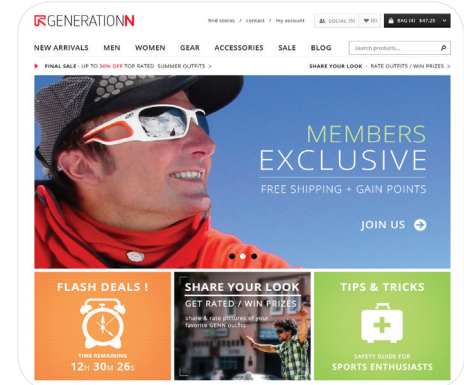 GENERATIONN
find stores / contact / my account
SOCIAL (5)
(5)
BAG (4) $47.25
NEW ARRIVALS MEN WOMEN GEAR ACCESSORIES SALE BLOG
search products...
FINAL SALE - UP TO 30% OFF TOP RATED SUMMER OUTFITS >
SHARE YOUR LOOK - RATE OUTFITS / WIN PRIZES >
MEMBERS
EXCLUSIVE
FREE SHIPPING + GAIN POINTS
JOIN US
FLASH DEALS !
TIME REMAINING
12H 30M 26S
SHARE YOUR LOOK
GET RATED / WIN PRIZES
share & rate pictures of your
favorite GENN outfit
TIPS & TRICKS
SAFETY GUIDE FOR
SPORTS ENTHUSIASTS